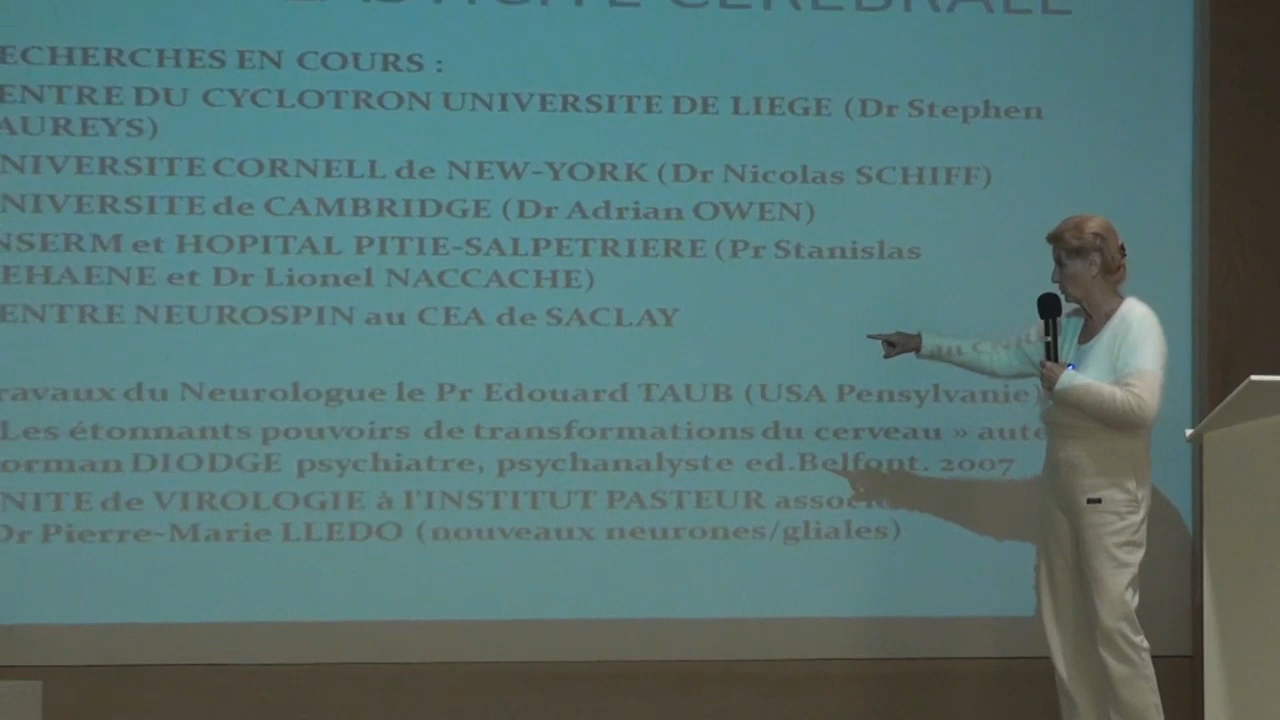 LASTICITE CEREBRALE
ECHERCHES EN COURS :
ENTRE DU CYCLOTRON UNIVERSITE DE LIEGE (Dr Stephen
AUREYS)
NIVERSITE CORNELL de NEW-YORK (Dr Nicolas SCHIFF)
NIVERSITE de CAMBRIDGE (Dr Adrian OWEN)
NSERM et HOPITAL PITIE-SALPETRIERE (Pr Stanislas
EHAENE et Dr Lionel NACCACHE)
ENTRE NEUROSPIN au CEA de SACLAY
ravaux du Neurologue le Pr Edouard TAUB (USA Pensylvanie)
Les étonnants pouvoirs de transformations du cerveau » aute
orman DIODGE psychiatre, psychanalyste ed.Belfont. 2007
NITE de VIROLOGIE à l'INSTITUT PASTEUR
Dr Pierre-Marie LLEDO (nouveaux neurones/gliales)